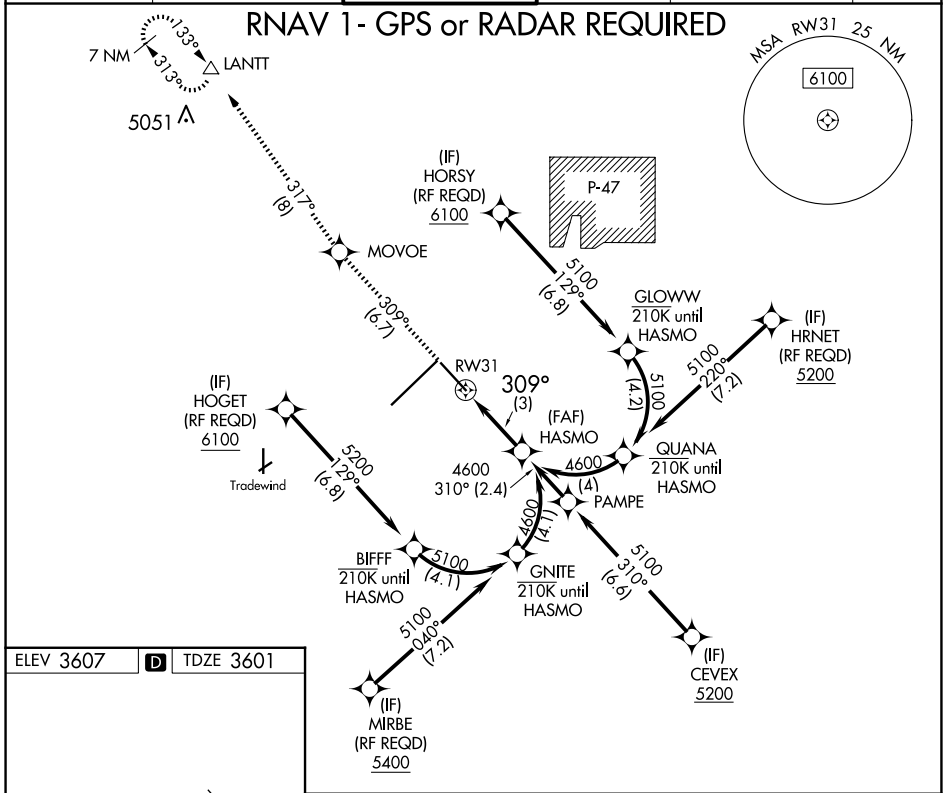 RNAV 1- GPS or RADAR REQUIRED
MSA RW31 25 NM
6100
7 NM
133°
313°
LANTT
5051
317°
(8)
MOVOE
309°
(6.7)
(IF)
HORSY
(RF REQD)
6100
P-47
5100
129°
(6.8)
GLOWW
210K until
HASMO
5100
(4.2)
(IF)
HRNET
(RF REQD)
5200
5100
220°
(7.2)
RW31
309°
(3)
(FAF)
HASMO
(IF)
HOGET
(RF REQD)
6100
Tradewind
5200
129°
(6.8)
4600
310° (2.4)
4600
(4)
QUANA
210K until
HASMO
PAMPE
4600
(4.1)
BIFFF
210K until
HASMO
5100
(4.1)
GNITE
210K until
HASMO
5100
310°
(6.6)
5100
040°
(7.2)
(IF)
CEVEX
5200
(IF)
MIRBE
(RF REQD)
5400
ELEV 3607 D TDZE 3601